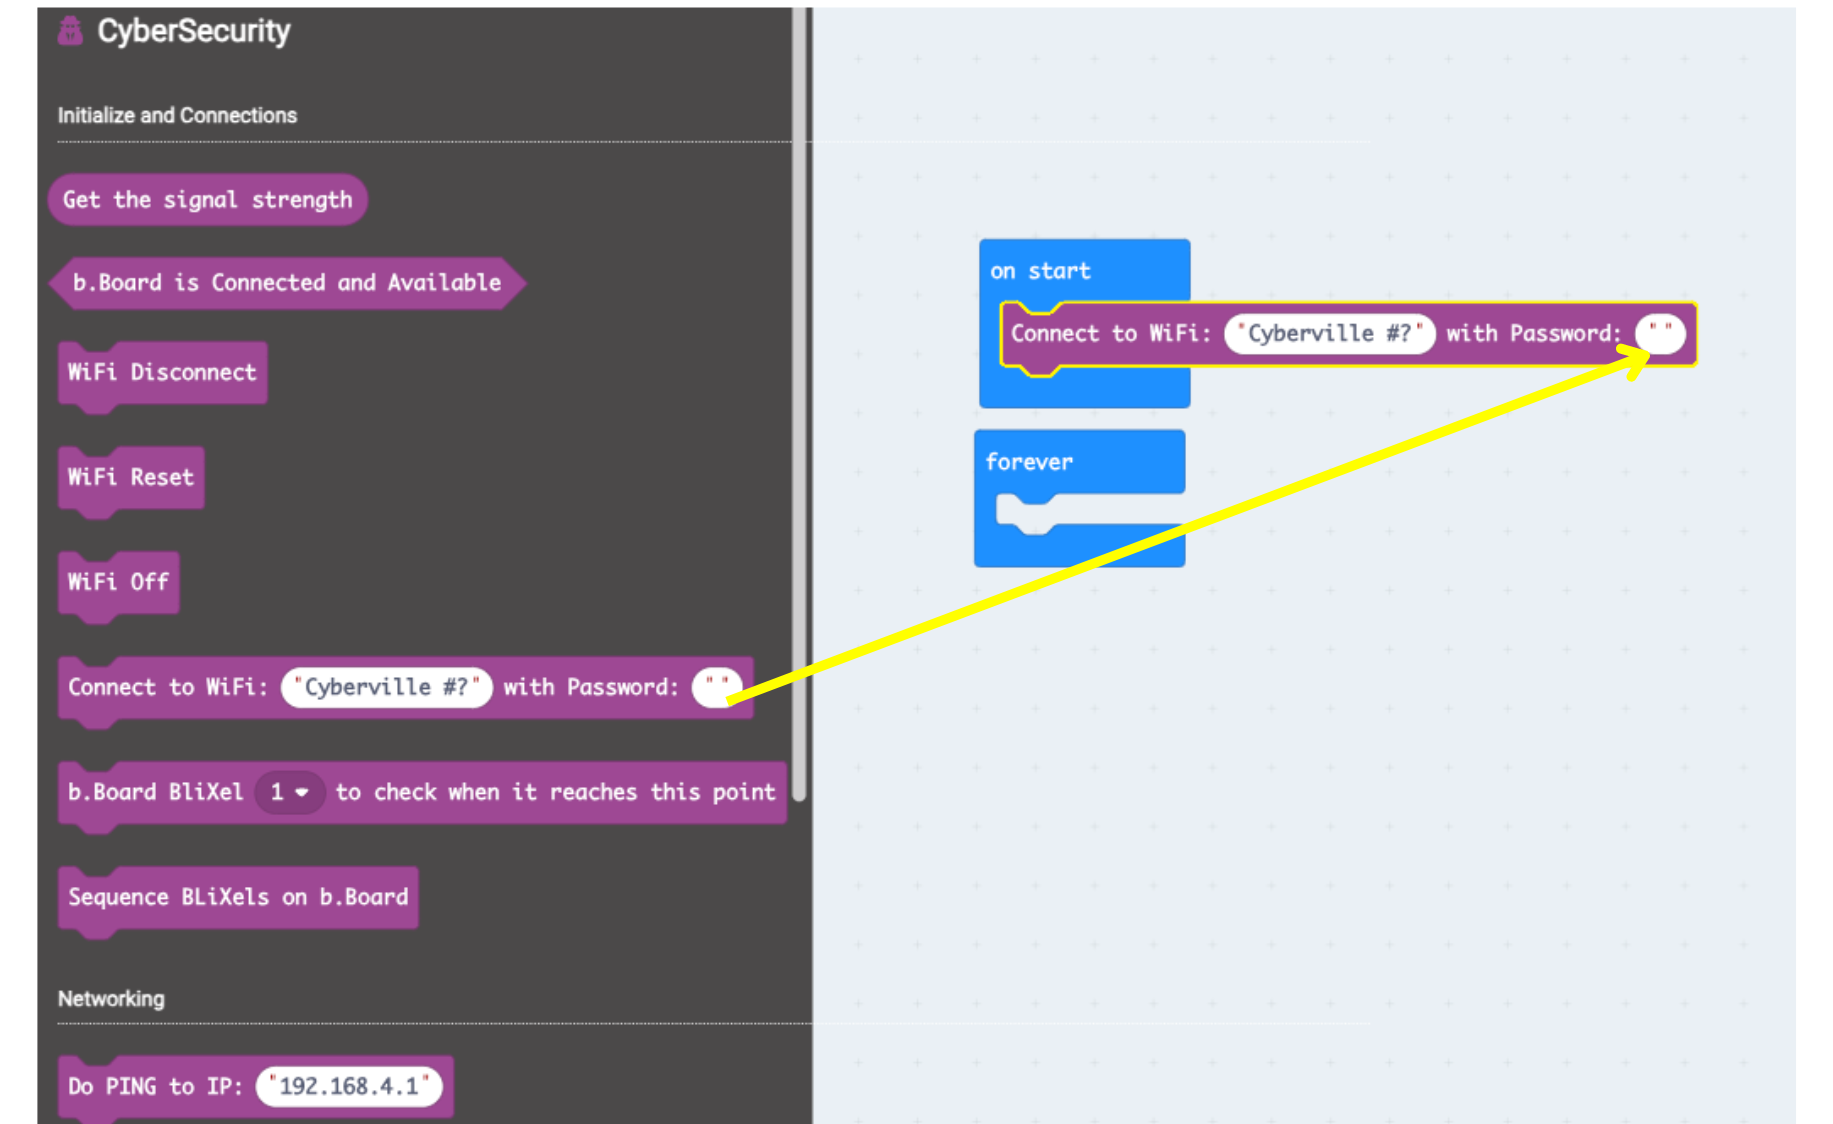 CyberSecurity
Initialize and Connections
Get the signal strength
b.Board is Connected and Available
WiFi Disconnect
WiFi Reset
WiFi Off
Connect to WiFi: "Cyberville #?" with Password: " "
b.Board BliXel 1 to check when it reaches this point
Sequence BLiXels on b.Board
Networking
Do PING to IP: "192.168.4.1"
on start
Connect to WiFi: "Cyberville #?" with Password: " "
forever